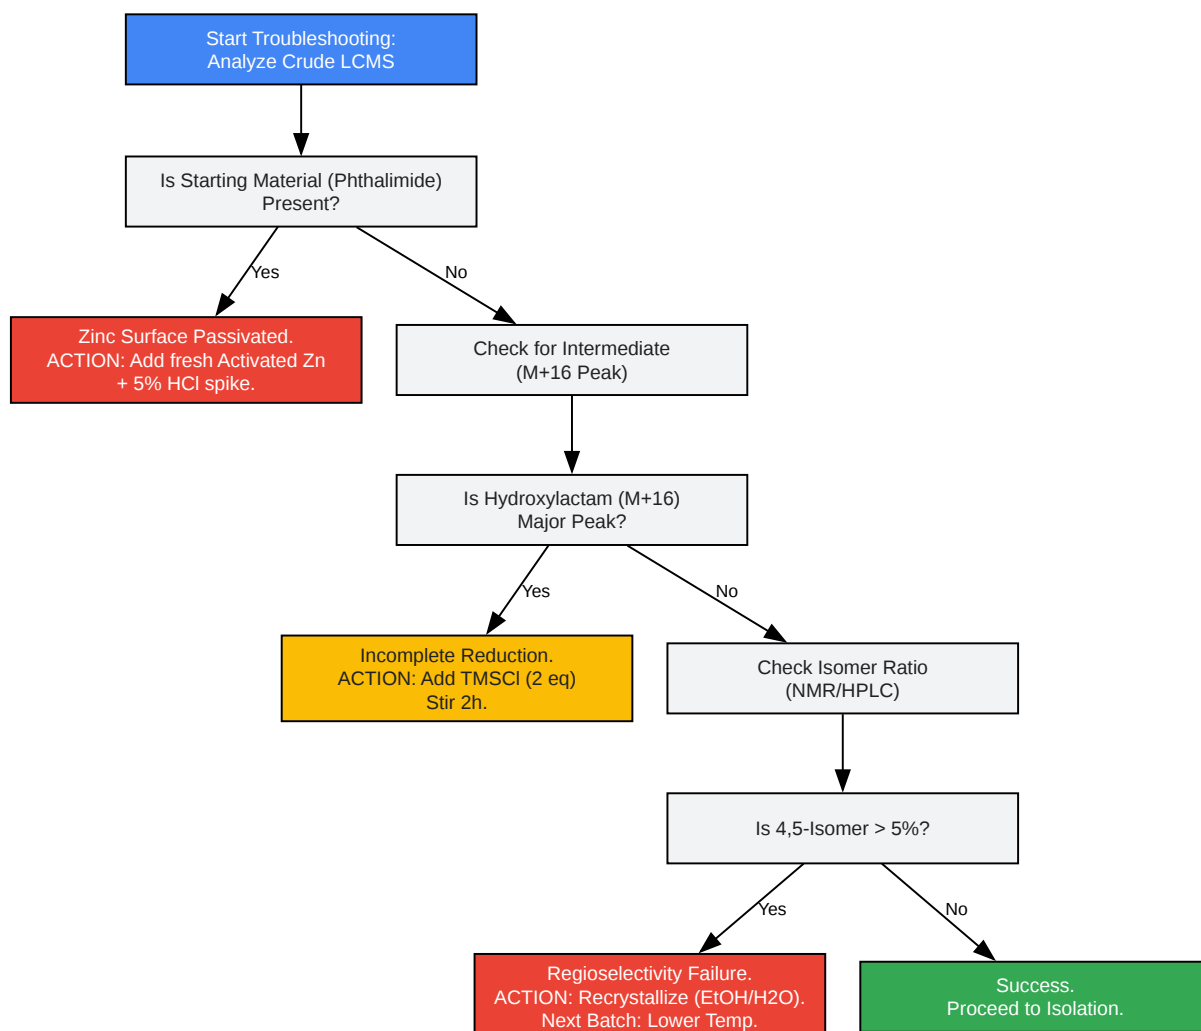 Start Troubleshooting:
Analyze Crude LCMS
Is Starting Material (Phthalimide)
Present?
Yes
No
Zinc Surface Passivated.
ACTION: Add fresh Activated Zn
+ 5% HCl spike.
Check for Intermediate
(M+16 Peak)
Is Hydroxylactam (M+16)
Major Peak?
Yes
No
Incomplete Reduction.
ACTION: Add TMSCl (2 eq)
Stir 2h.
Check Isomer Ratio
(NMR/HPLC)
Is 4,5-Isomer > 5%?
Yes
No
Regioselectivity Failure.
ACTION: Recrystallize (EtOH/H2O).
Next Batch: Lower Temp.
Success.
Proceed to Isolation.